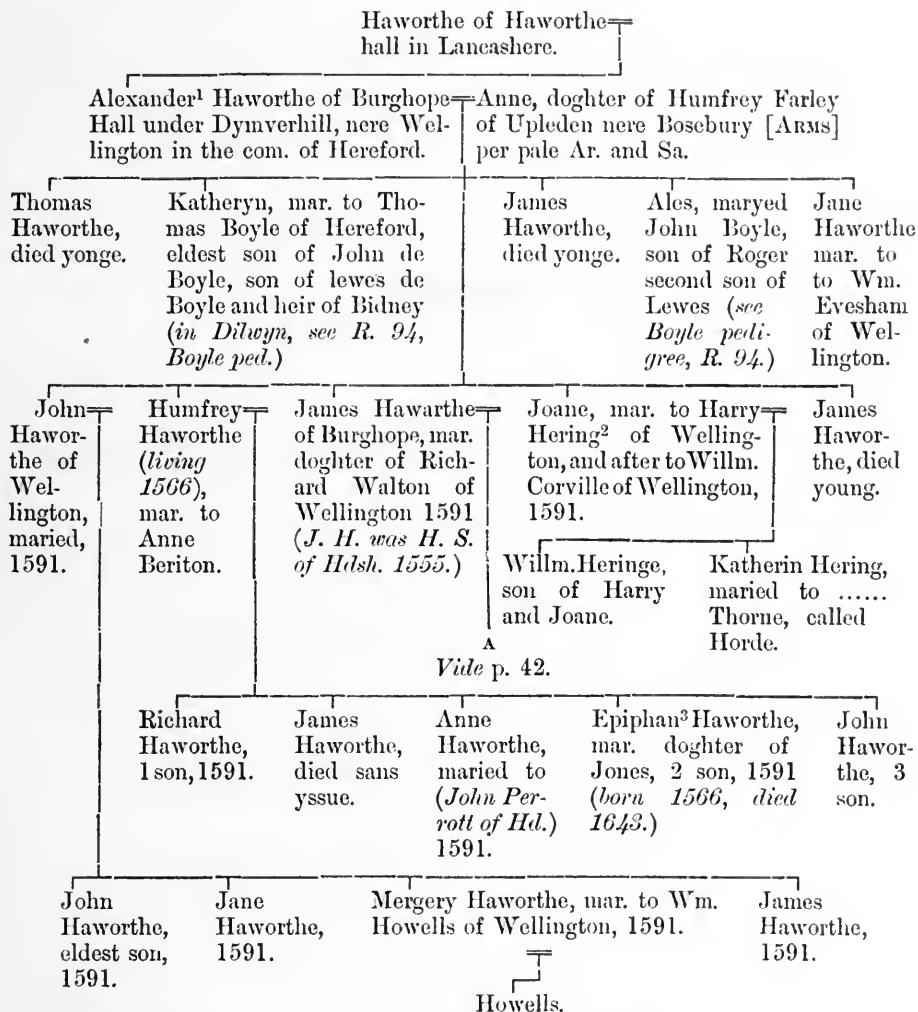 Haworthe of Haworthe
hall in Lancashere.
Alexander¹ Haworthe of Burghope
Hall under Dymverhill, nere Wel-
lington in the com. of Hereford.
Anne, doghter of Humfrey Farley
of Upleden nere Bosebury [ARMS]
per pale Ar. and Sa.
Thomas
Haworthe,
died yonge.
Katheryn, mar. to Tho-
mas Boyle of Hereford,
eldest son of John de
Boyle, son of lewes de
Boyle and heir of Bidney
(in Dilwyn, see R. 94,
Boyle ped.)
James
Haworthe,
died yonge.
Ales, maryed
John Boyle,
son of Roger
second son of
Lewes (see
Boyle pedi-
gree, R. 94.)
Jane
Haworthe
mar. to
to Wm.
Evesham
of Wel-
lington.
John
Hawor-
the of
Wel-
lington,
maried,
1591.
Humfrey
Haworthe
(living
1566),
mar. to
Anne
Beriton.
James Hawarthe
of Burghope, mar.
doghter of Rich-
ard Walton of
Wellington 1591
(J. H. was H. S.
of Hdsh. 1555.)
A
Vide p. 42.
Joane, mar. to Harry
Hering² of Welling-
ton, and after to Willm.
Corville of Wellington,
1591.
James
Hawor-
the, died
young.
Willm. Heringe,
son of Harry
and Joane.
Katherin Hering,
maried to ......
Thorne, called
Horde.
Richard
Haworthe,
1 son, 1591.
James
Haworthe,
died sans
yssue.
Anne
Haworthe,
maried to
(John Per-
rott of Hd.)
1591.
Epiphan³ Haworthe,
mar. doghter of
Jones, 2 son, 1591
(born 1566, died
1643.)
John
Hawor-
the, 3
son.
John
Haworthe,
eldest son,
1591.
Jane
Haworthe,
1591.
Mergery Haworthe, mar. to Wm.
Howells of Wellington, 1591.
James
Haworthe,
1591.
Howells.